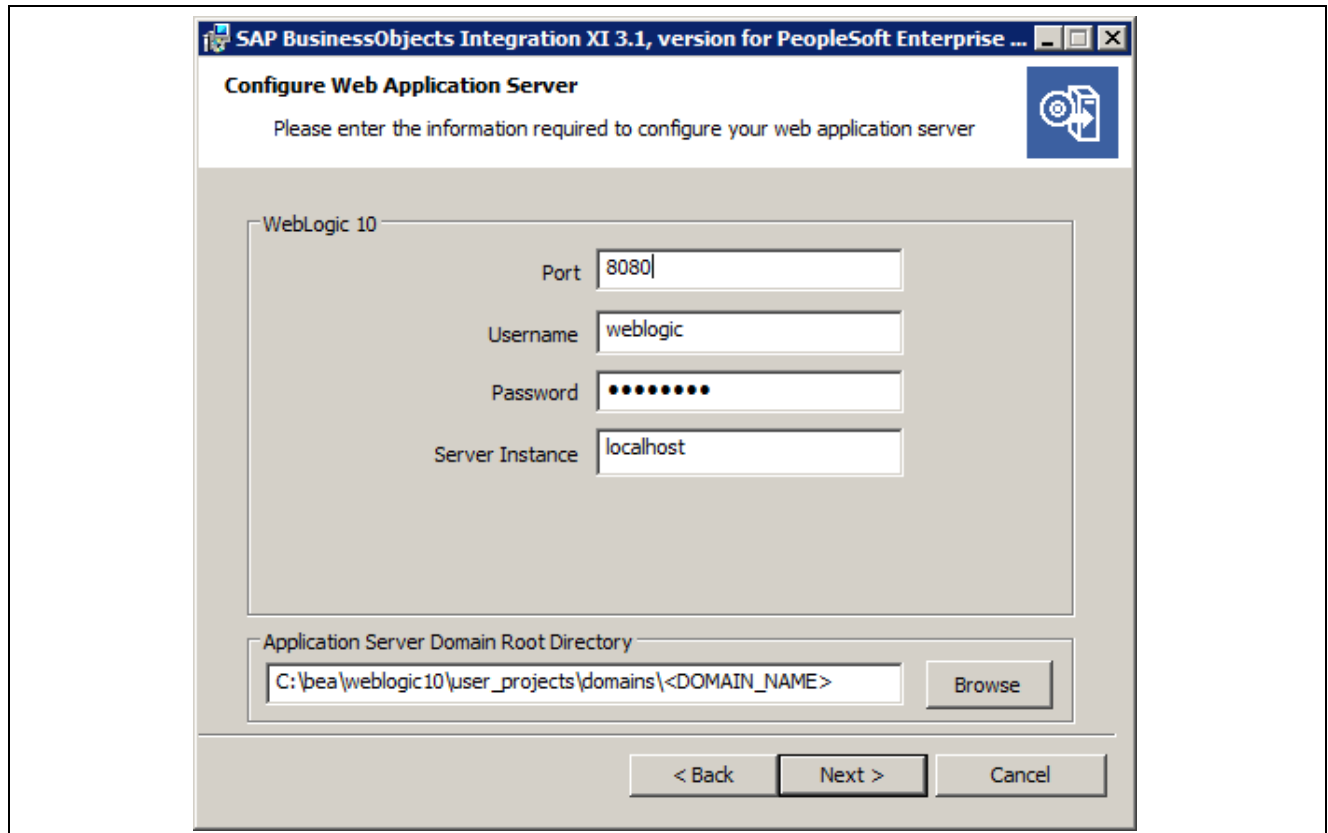 SAP BusinessObjects Integration XI 3.1, version for PeopleSoft Enterprise ...
Configure Web Application Server
Please enter the information required to configure your web application server
WebLogic 10
Port 8080
Username weblogic
Password ••••••••
Server Instance localhost
Application Server Domain Root Directory
C:\bea\weblogic10\user_projects\domains\<DOMAIN_NAME> Browse
< Back Next > Cancel